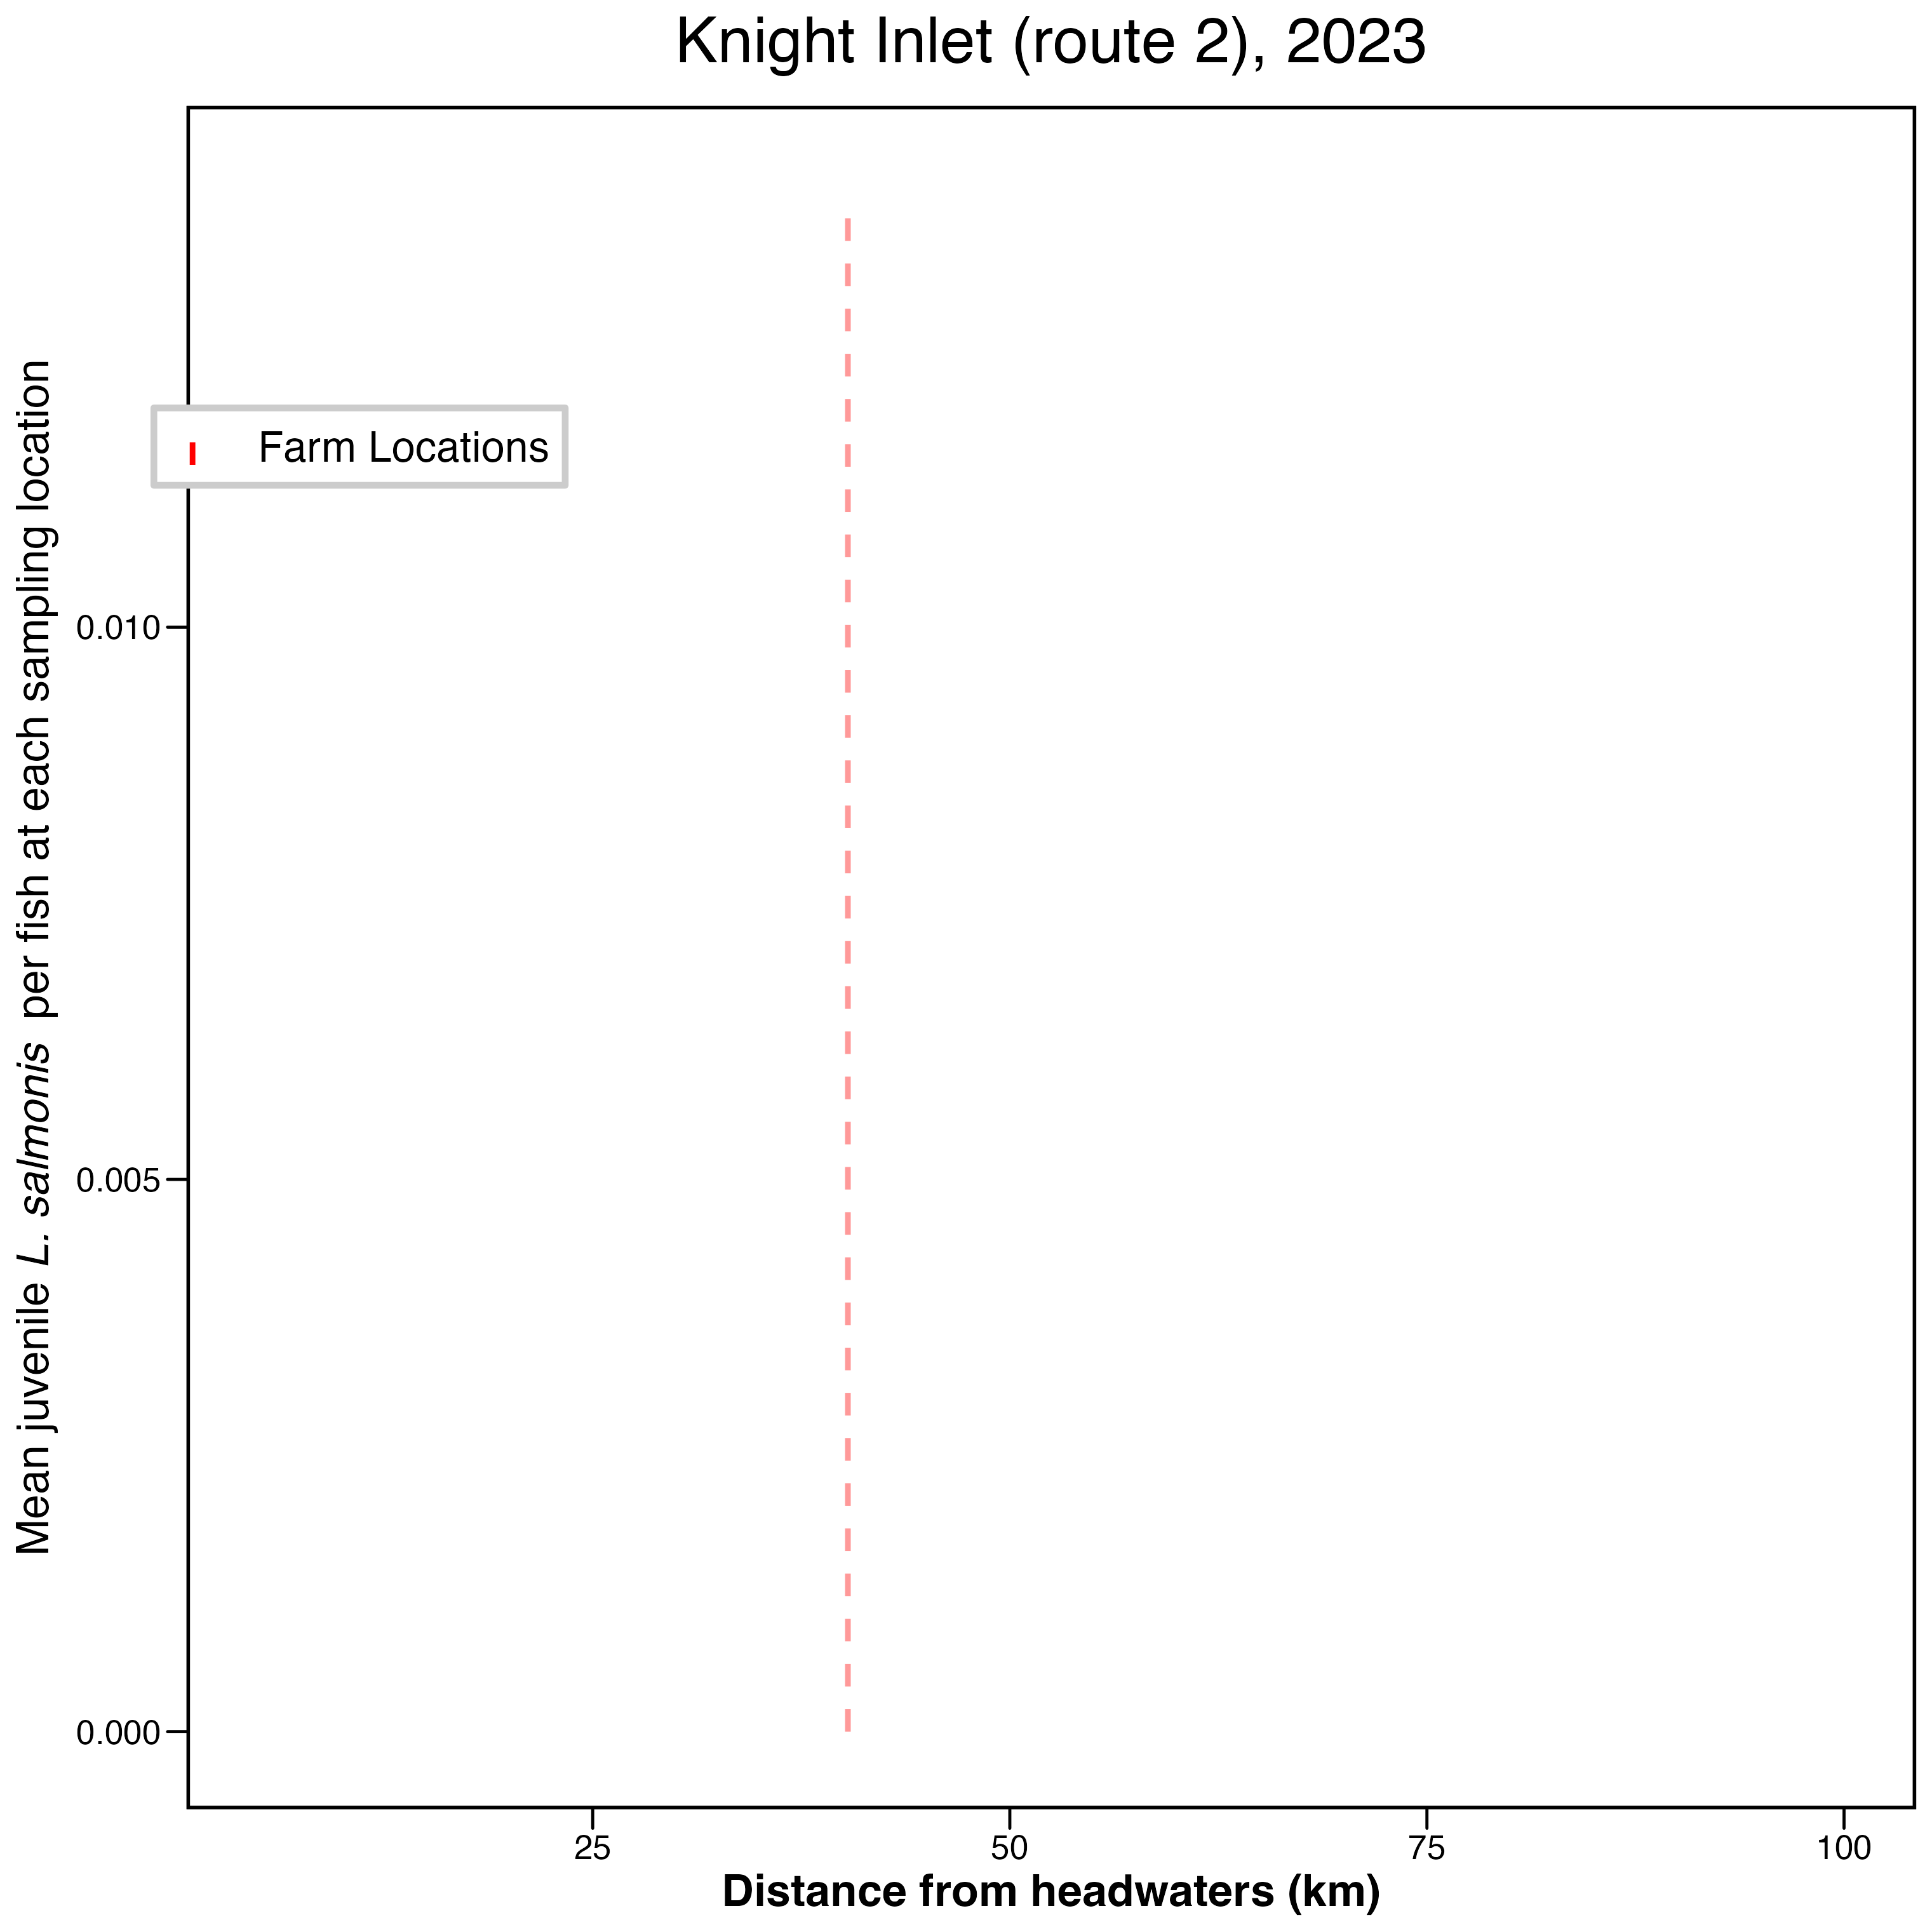 Knight Inlet (route 2), 2023
Mean juvenile L. salmonis per fish at each sampling location
Farm Locations
0.010
0.005
0.000
25 50 75 100
Distance from headwaters (km)